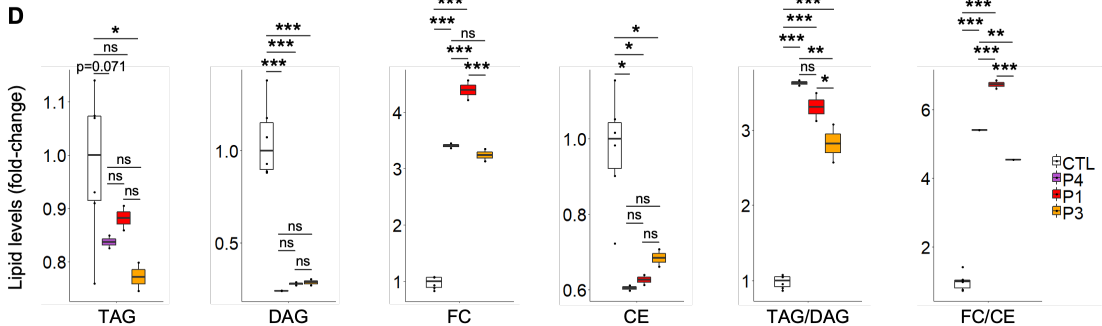 D
Lipid levels (fold-change)
*
ns
p=0.071
ns
ns
ns
1.1
1.0
0.9
0.8
TAG
***
***
***
ns
ns
ns
1.0
0.5
DAG
***
***
ns
***
***
4
3
2
1
FC
*
*
*
ns
ns
ns
1.0
0.8
0.6
CE
***
***
***
**
ns
*
3
2
1
TAG/DAG
***
***
**
***
***
6
4
2
FC/CE
CTL
P4
P1
P3